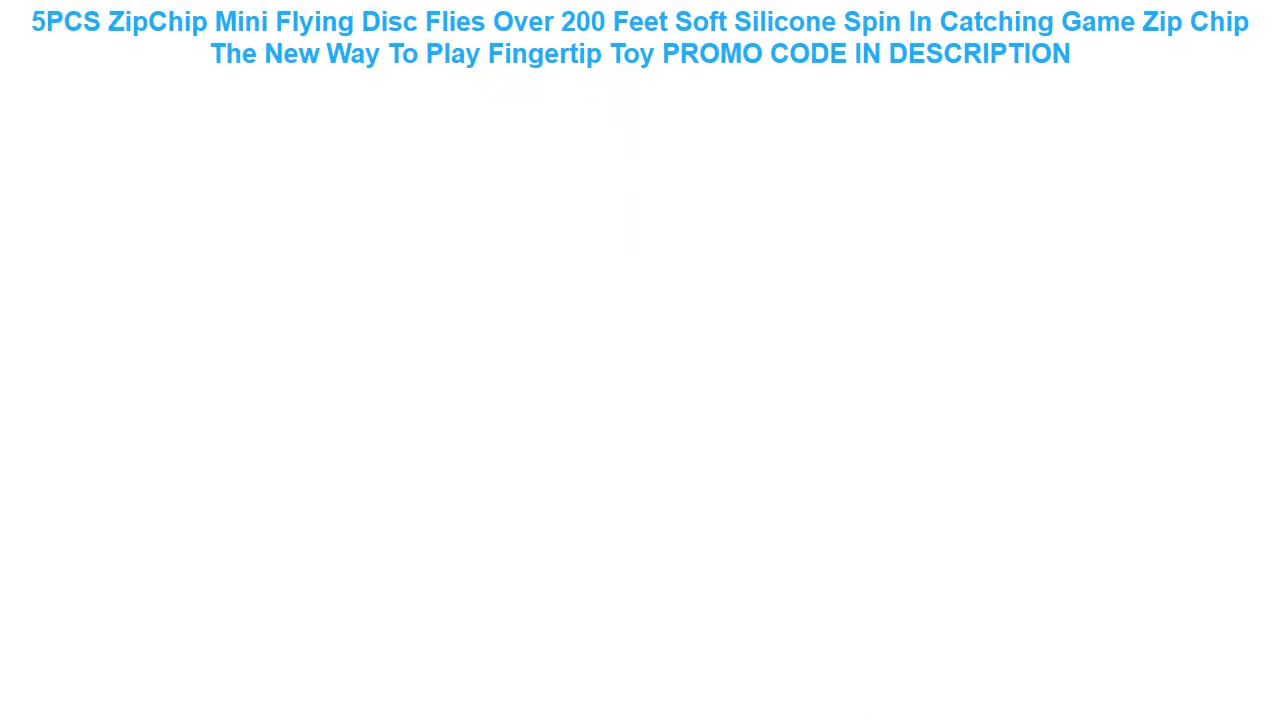 5PCS ZipChip Mini Flying Disc Flies Over 200 Feet Soft Silicone Spin In Catching Game Zip Chip
The New Way To Play Fingertip Toy PROMO CODE IN DESCRIPTION